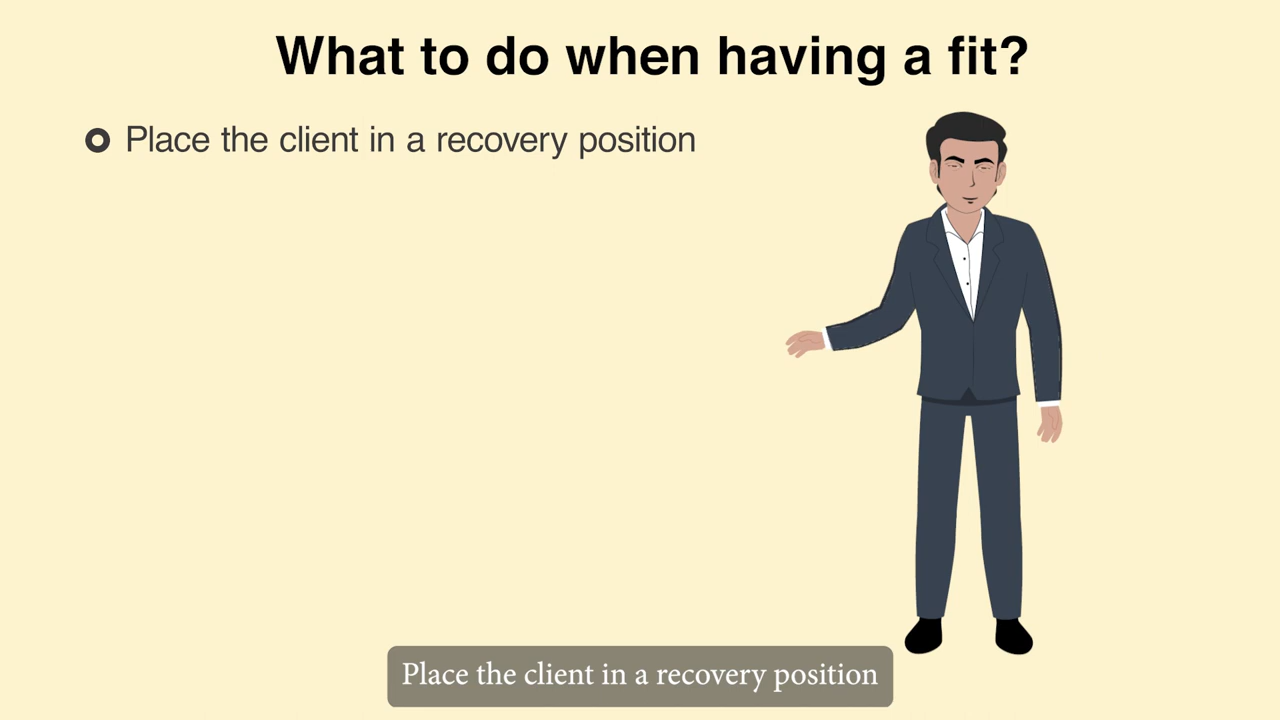 What to do when having a fit?
Place the client in a recovery position
Place the client in a recovery position